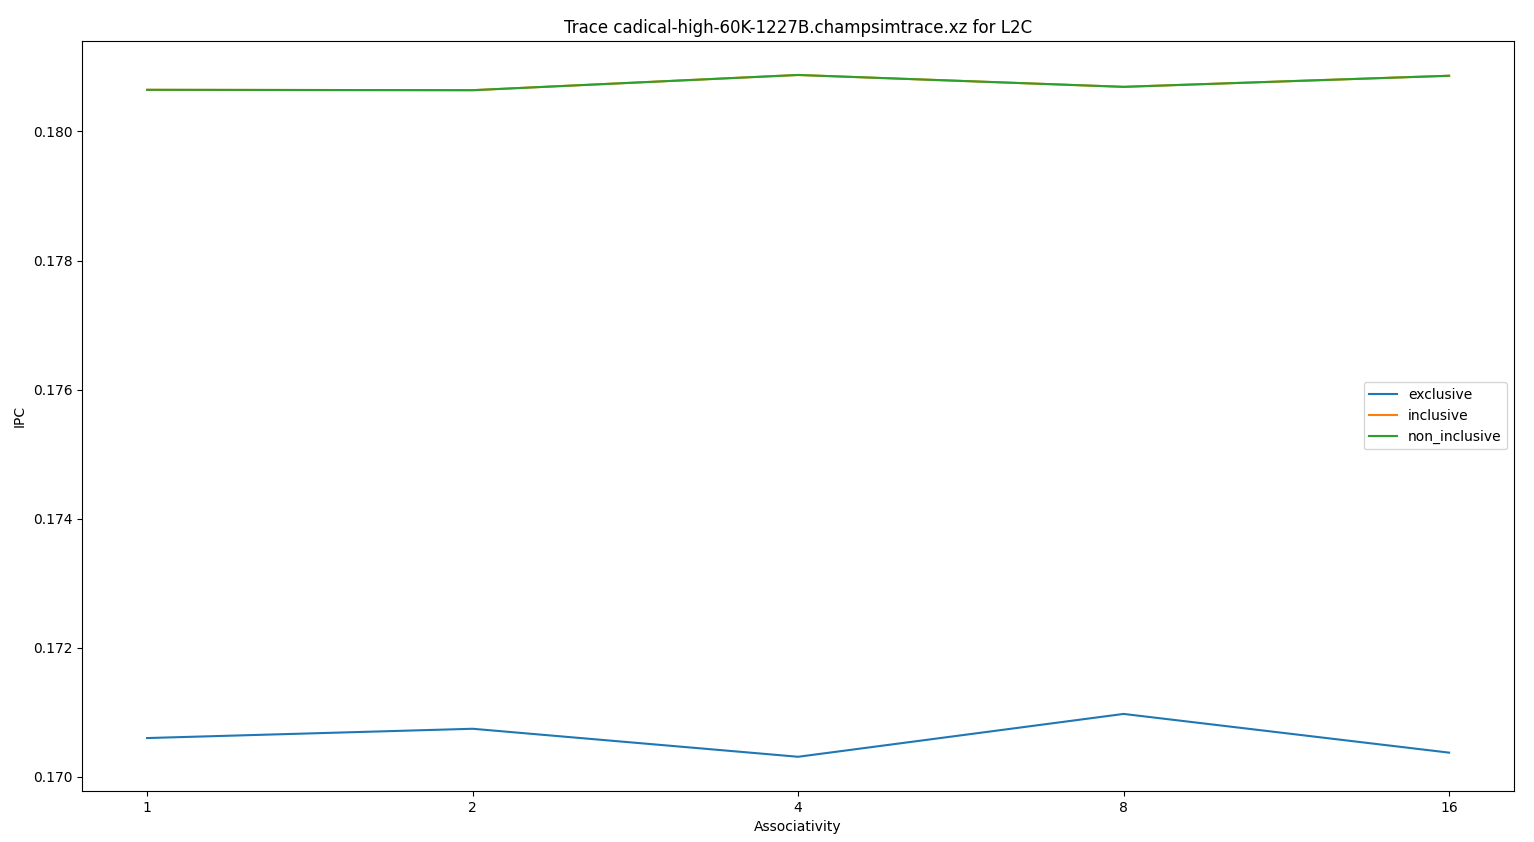 Trace cadical-high-60K-1227B.champsimtrace.xz for L2C
0.180
0.178
0.176
0.174
0.172
0.170
IPC
exclusive
inclusive
non_inclusive
1 2 4 8 16
Associativity